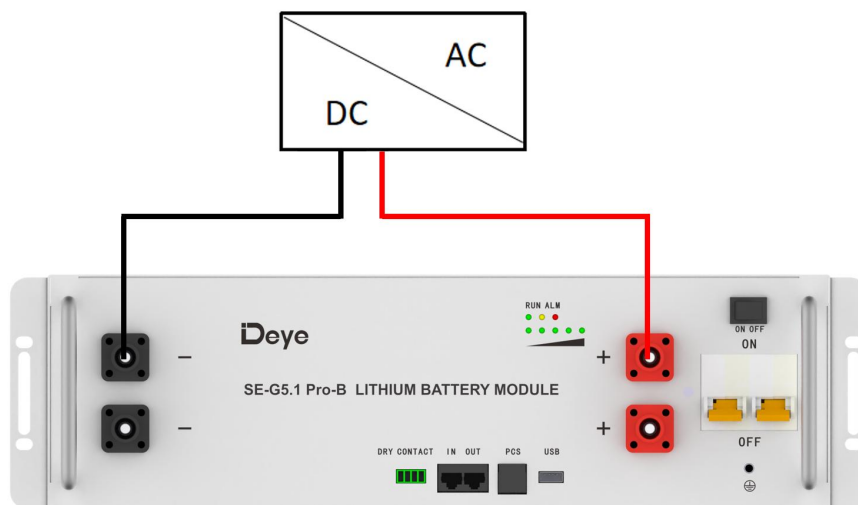 AC
DC
Deye
RUN ALM
ON OFF
ON
SE-G5.1 Pro-B LITHIUM BATTERY MODULE
OFF
DRY CONTACT IN OUT PCS USB